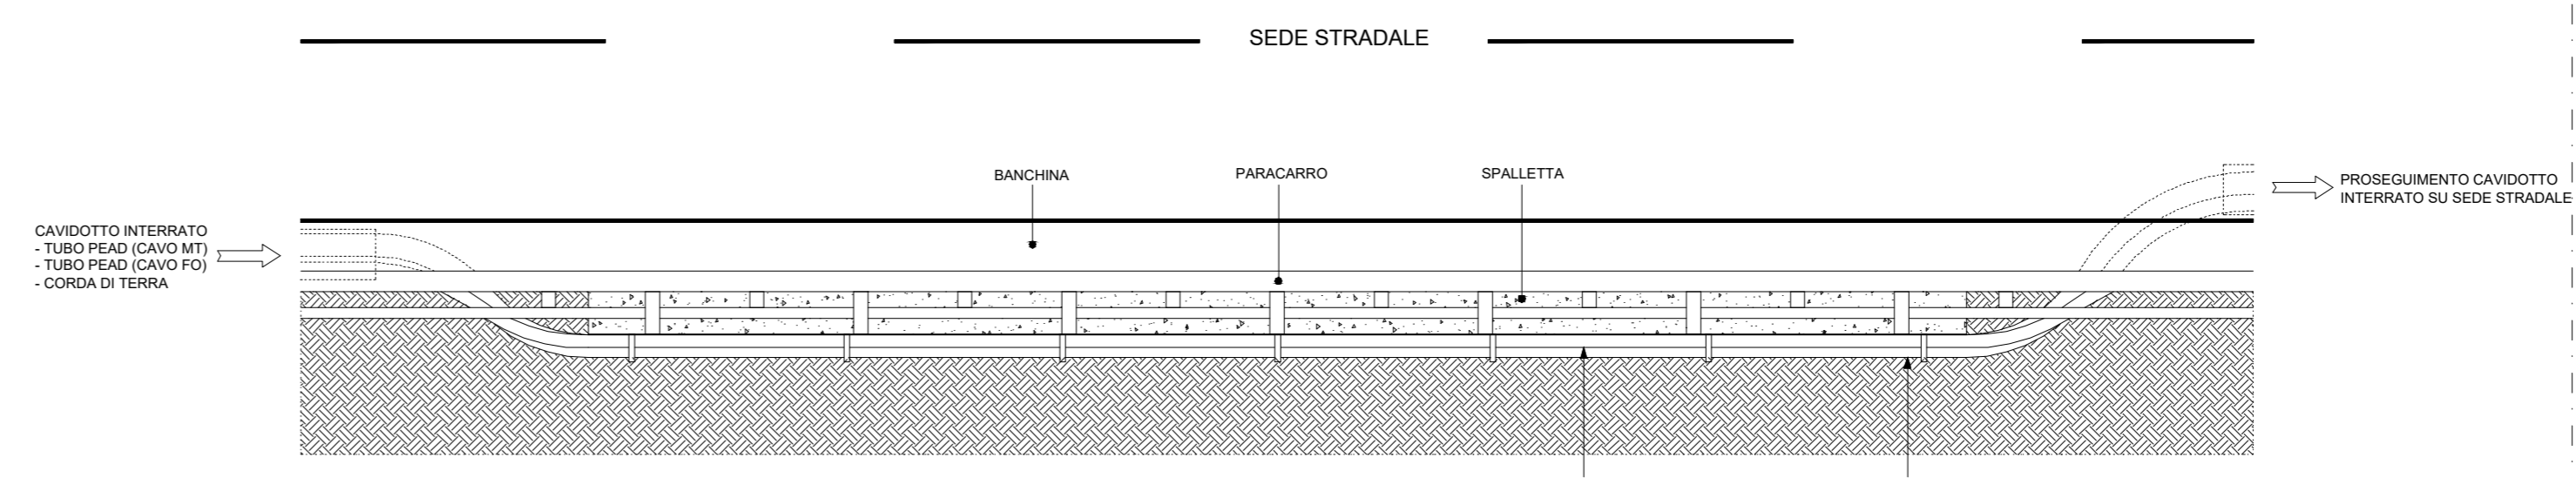 SEDE STRADALE
BANCHINA
PARACARRO
SPALLETTA
PROSEGUIMENTO CAVIDOTTO
INTERRATO SU SEDE STRADALE
CAVIDOTTO INTERRATO
- TUBO PEAD (CAVO MT)
- TUBO PEAD (CAVO FO)
- CORDA DI TERRA